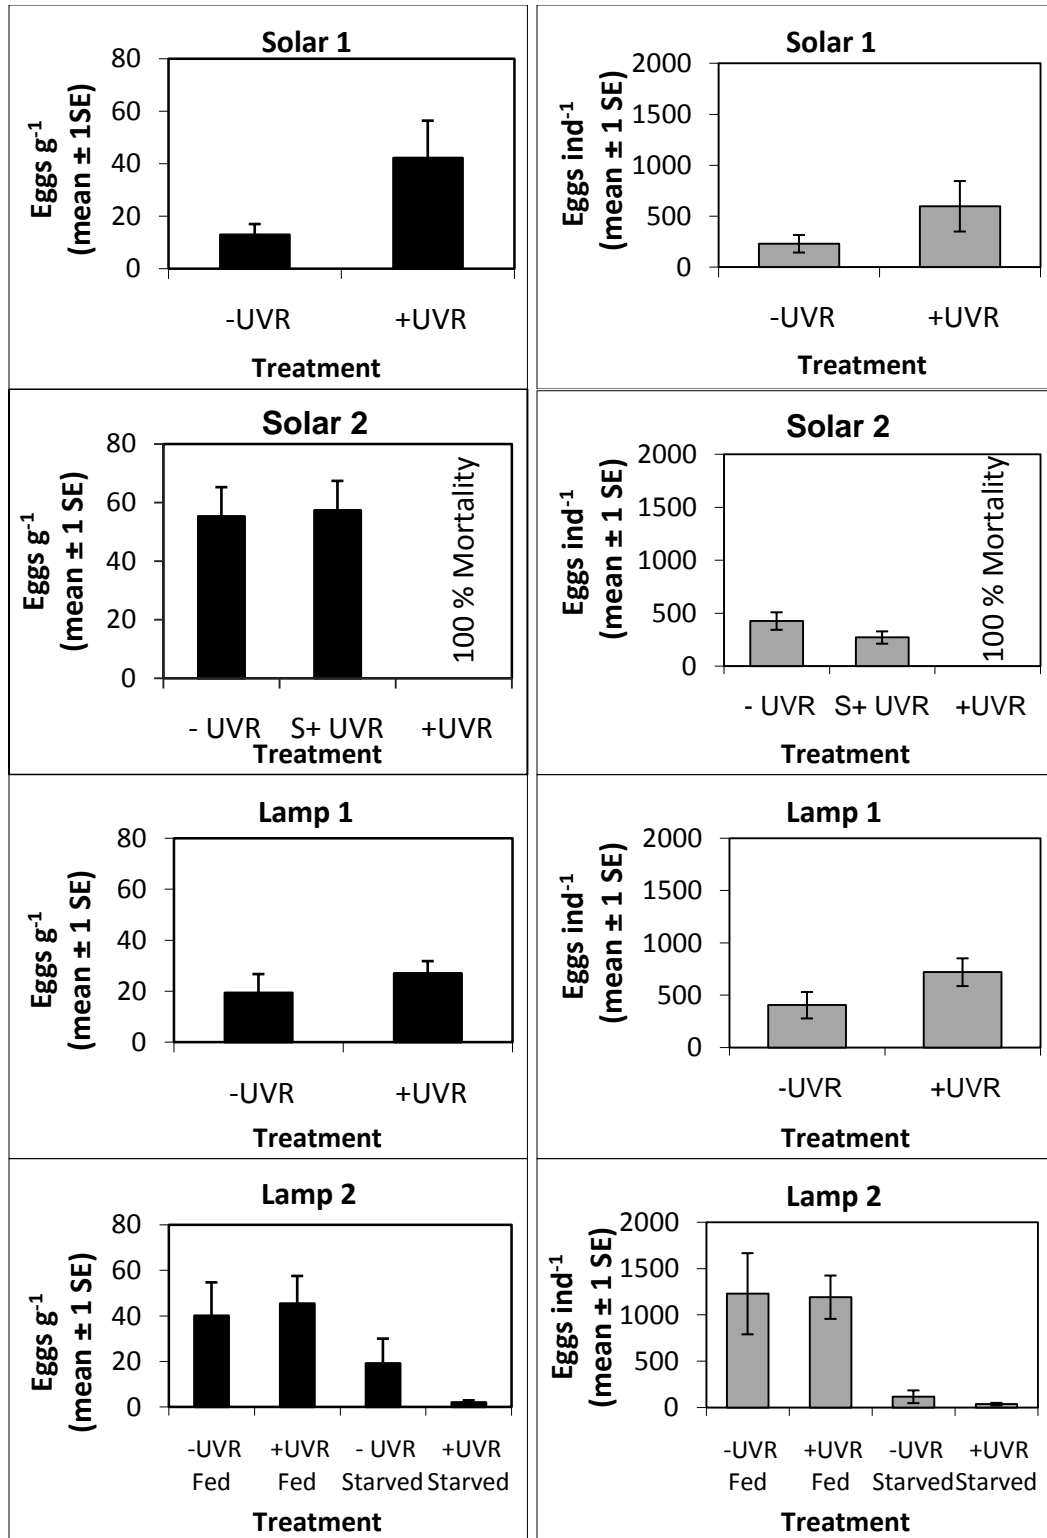 Solar 1
Eggs g⁻¹
(mean ± 1SE)
80
60
40
20
0
-UVR +UVR
Treatment
Solar 1
Eggs ind⁻¹
(mean ± 1 SE)
2000
1500
1000
500
0
-UVR +UVR
Treatment
Solar 2
Eggs g⁻¹
(mean ± 1 SE)
80
60
40
20
0
100 % Mortality
- UVR S+ UVR +UVR
Treatment
Solar 2
Eggs ind⁻¹
(mean ± 1 SE)
2000
1500
1000
500
0
100 % Mortality
- UVR S+ UVR +UVR
Treatment
Lamp 1
Eggs g⁻¹
(mean ± 1 SE)
80
60
40
20
0
-UVR +UVR
Treatment
Lamp 1
Eggs ind⁻¹
(mean ± 1 SE)
2000
1500
1000
500
0
-UVR +UVR
Treatment
Lamp 2
Eggs g⁻¹
(mean ± 1 SE)
80
60
40
20
0
-UVR +UVR - UVR +UVR
Fed Fed Starved Starved
Treatment
Lamp 2
Eggs ind⁻¹
(mean ± 1 SE)
2000
1500
1000
500
0
-UVR +UVR -UVR +UVR
Fed Fed Starved Starved
Treatment